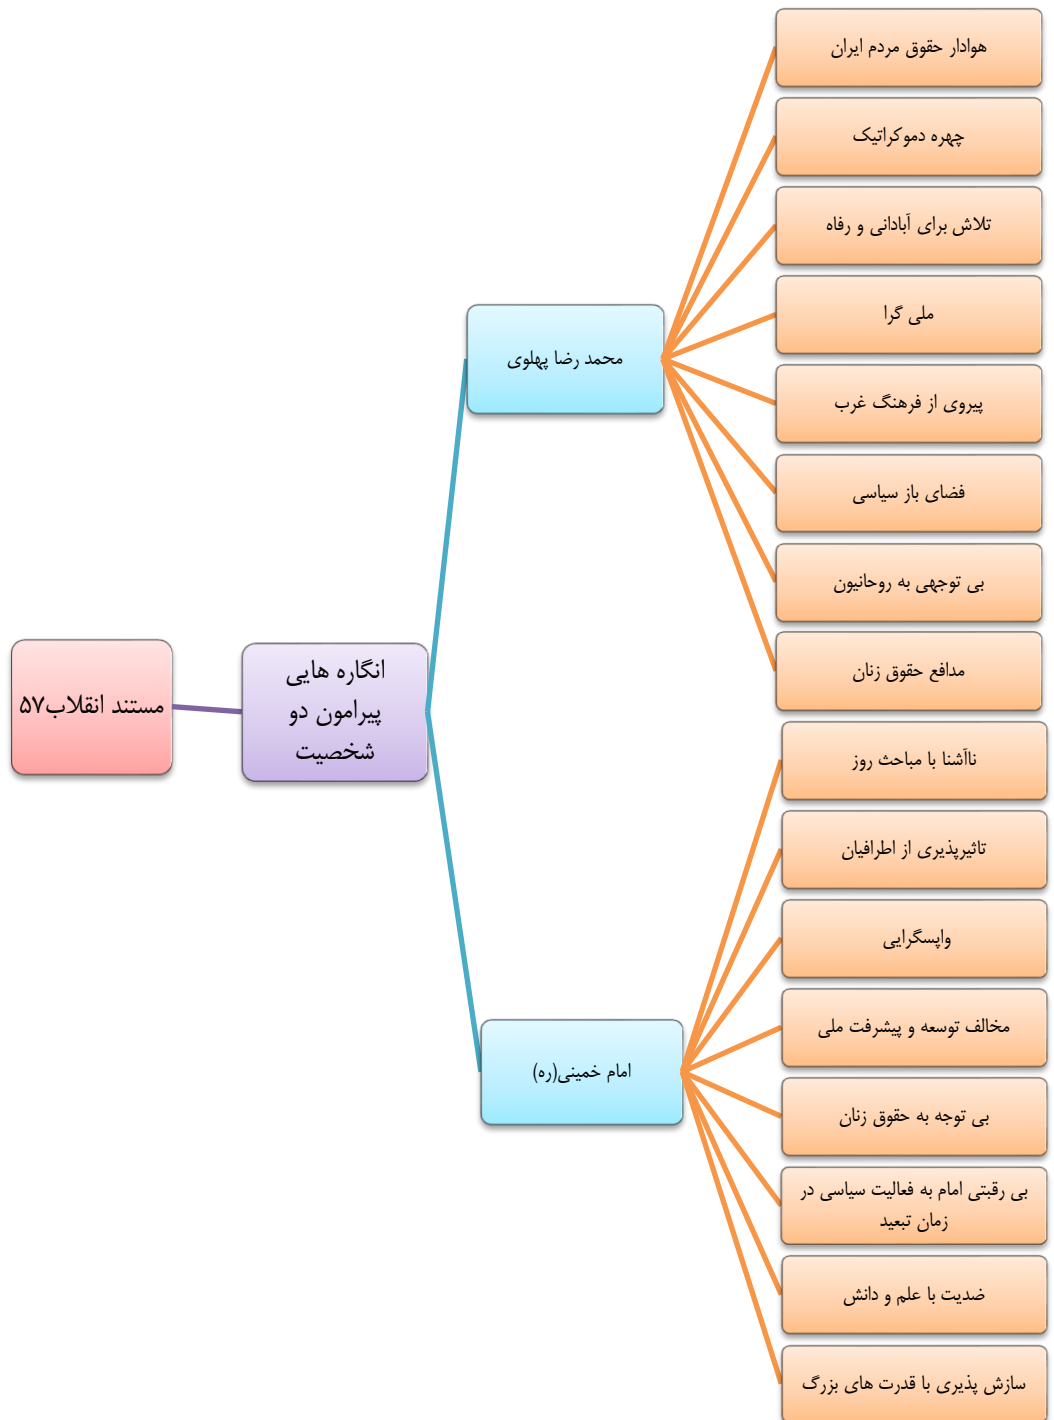 مستند انقلاب۵۷
انگاره هایی
پیرامون دو
شخصیت
محمد رضا پهلوی
هوادار حقوق مردم ایران
چهره دموکراتیک
تلاش برای آبادانی و رفاه
ملی گرا
پیروی از فرهنگ غرب
فضای باز سیاسی
بی توجهی به روحانیون
مدافع حقوق زنان
امام خمینی(ره)
ناآشنا با مباحث روز
تاثیرپذیری از اطرافیان
واپسگرایی
مخالف توسعه و پیشرفت ملی
بی توجه به حقوق زنان
بی رقبتی امام به فعالیت سیاسی در
زمان تبعید
ضدیت با علم و دانش
سازش پذیری با قدرت های بزرگ